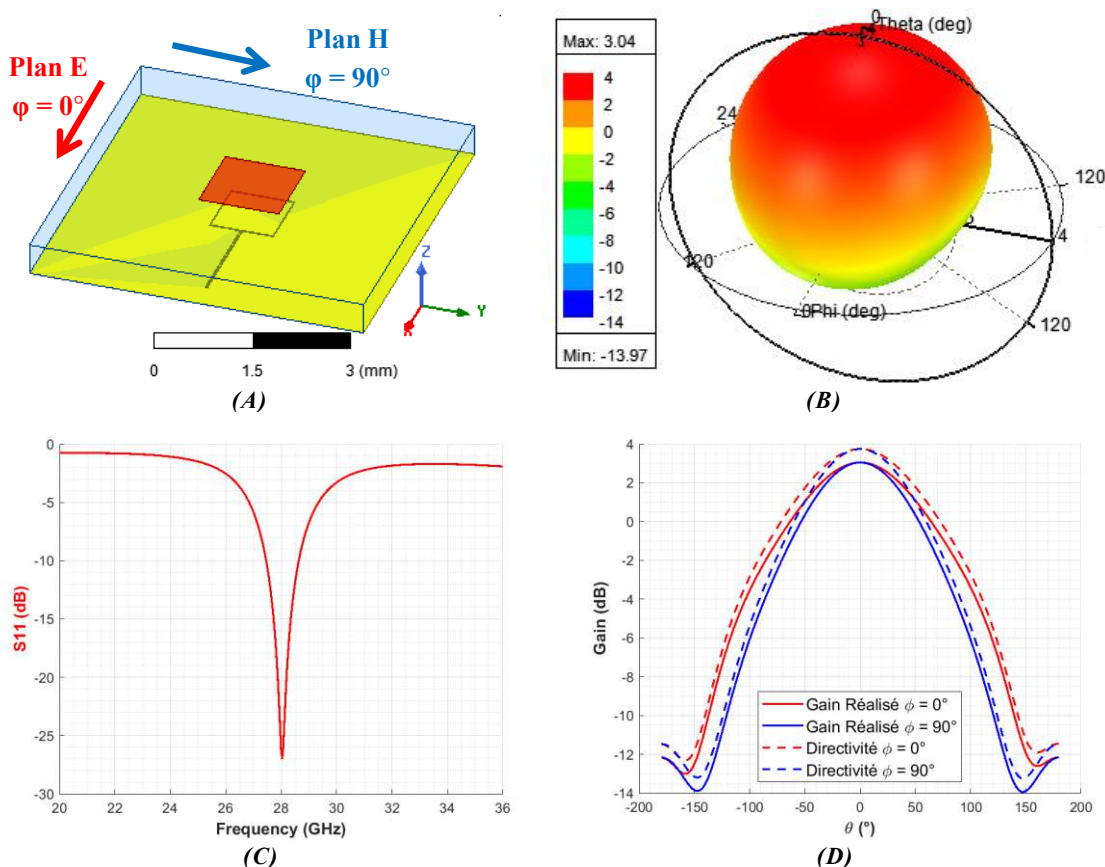 Plan H
φ = 90°
Plan E
φ = 0°
Z
Y
X
0 1.5 3 (mm)
(A)
Max: 3.04
4
2
0
-2
-4
-6
-8
-10
-12
-14
Min: -13.97
0
Theta (deg)
24
120
4
120
0
Phi (deg)
120
(B)
0
-5
-10
-15
-20
-25
-30
S11 (dB)
20 22 24 26 28 30 32 34 36
Frequency (GHz)
(C)
4
2
0
-2
-4
-6
-8
-10
-12
-14
Gain (dB)
Gain Réalisé ϕ = 0°
Gain Réalisé ϕ = 90°
Directivité ϕ = 0°
Directivité ϕ = 90°
-200 -150 -100 -50 0 50 100 150 200
θ (°)
(D)